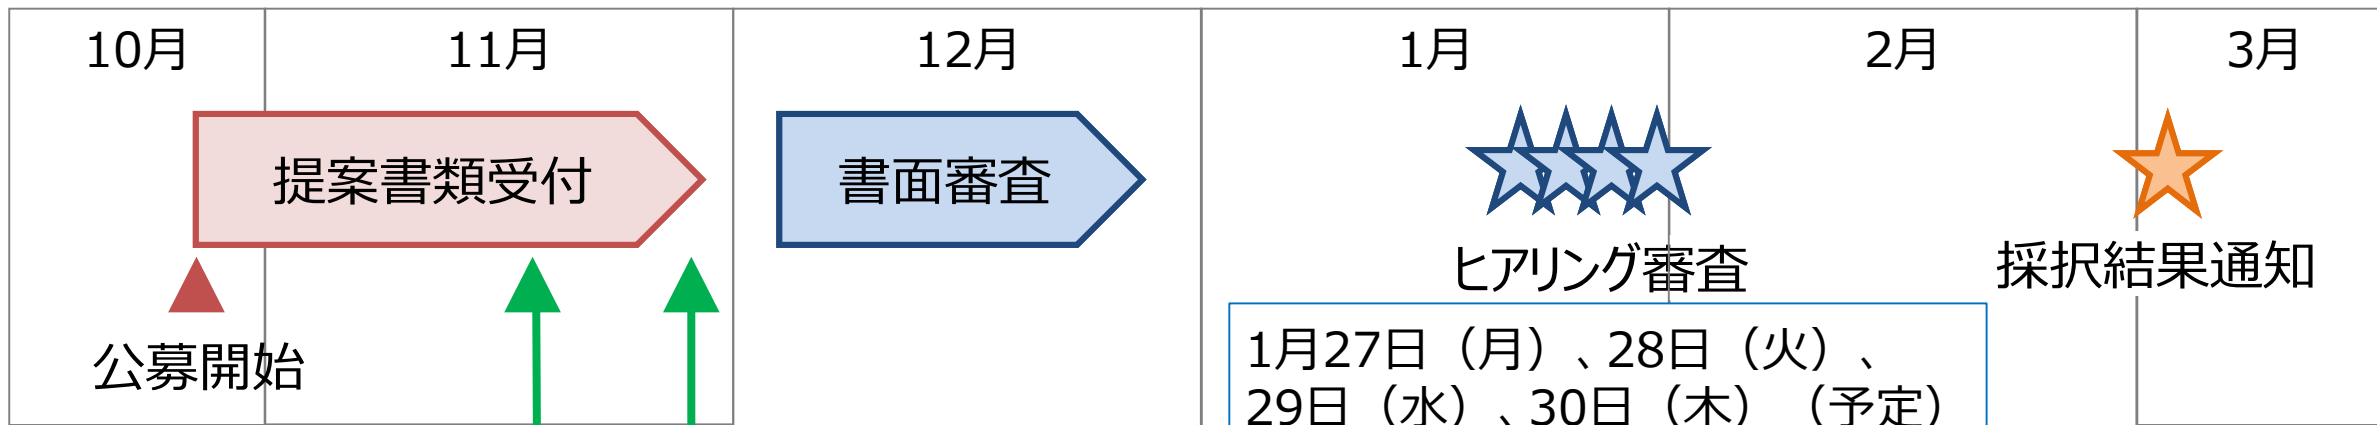 10月
11月
12月
1月
2月
3月
提案書類受付
書面審査
ヒアリング審査
採択結果通知
公募開始
1月27日（月）、28日（火）、
29日（水）、30日（木）（予定）